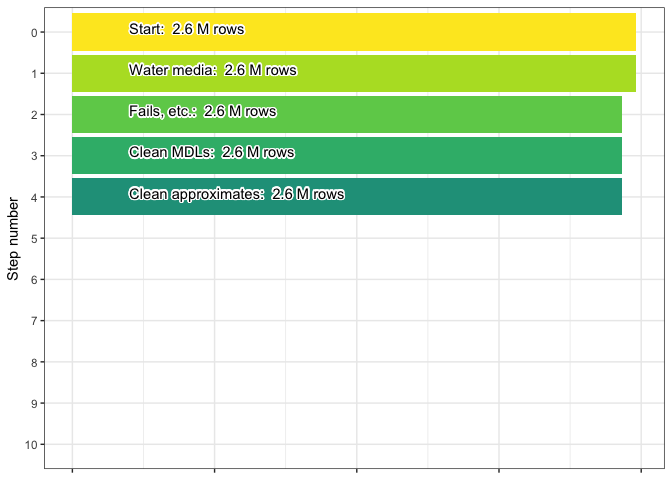 0 Start:  2.6 M rows
1 Water media:  2.6 M rows
2 Fails, etc.:  2.6 M rows
3 Clean MDLs:  2.6 M rows
4 Clean approximates:  2.6 M rows
5
6
7
8
9
10
Step number